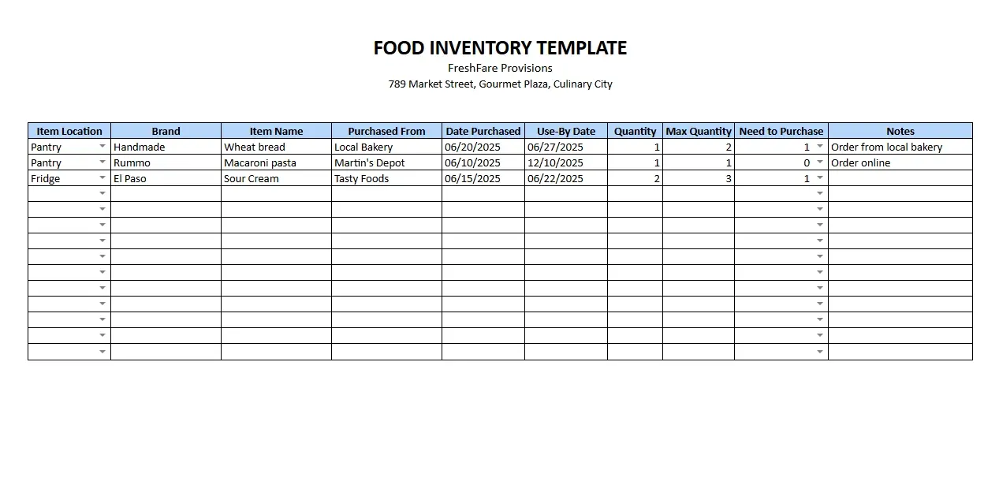 FOOD INVENTORY TEMPLATE
FreshFare Provisions
789 Market Street, Gourmet Plaza, Culinary City
Item Location Brand Item Name Purchased From Date Purchased Use-By Date Quantity Max Quantity Need to Purchase Notes
Pantry Handmade Wheat bread Local Bakery 06/20/2025 06/27/2025 1 2 1 Order from local bakery
Pantry Rummo Macaroni pasta Martin's Depot 06/10/2025 12/10/2025 1 1 0 Order online
Fridge El Paso Sour Cream Tasty Foods 06/15/2025 06/22/2025 2 3 1